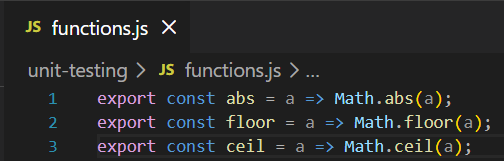 JS functions.js ×
unit-testing > JS functions.js > ...
1 export const abs = a => Math.abs(a);
2 export const floor = a => Math.floor(a);
3 export const ceil = a => Math.ceil(a);